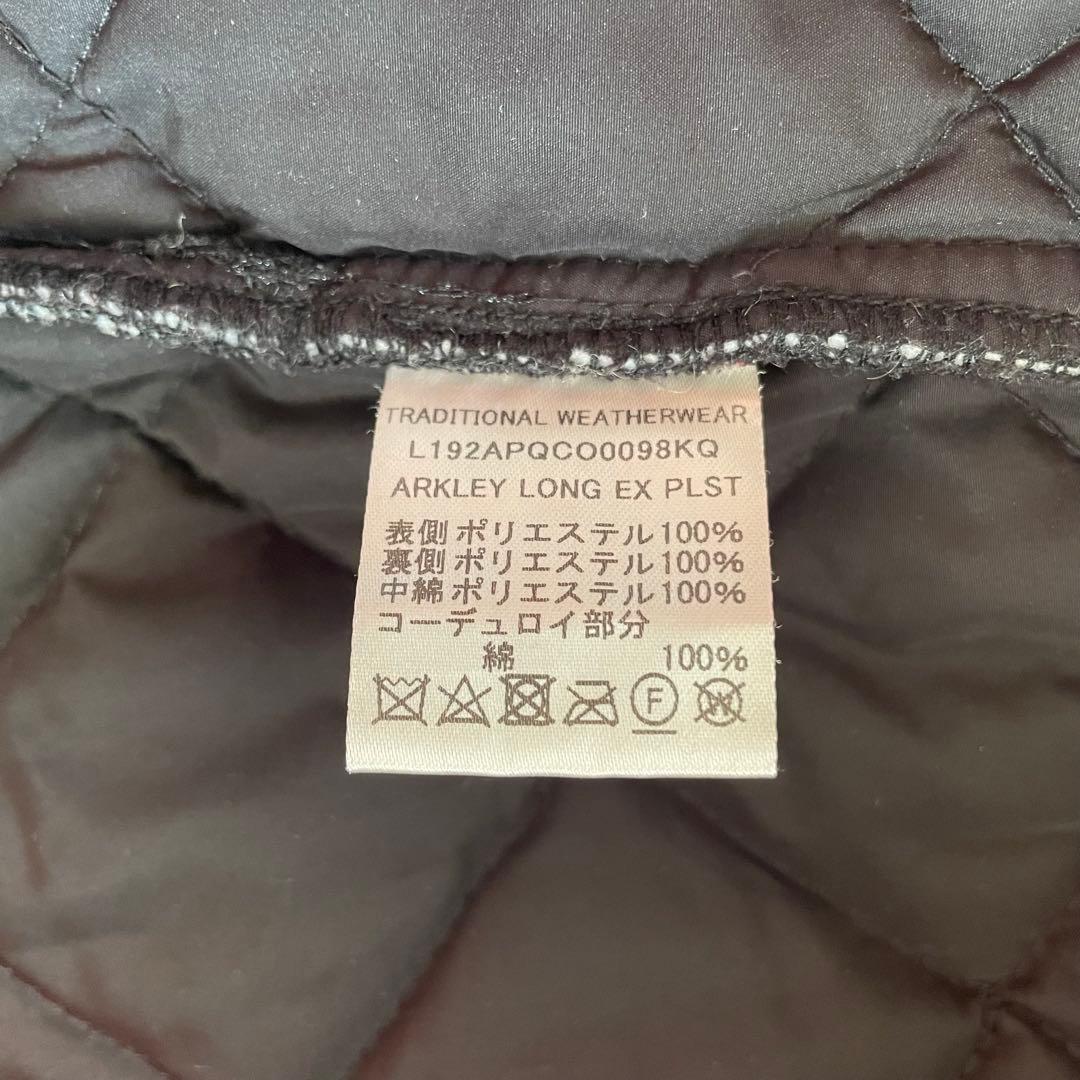 TRADITIONAL WEATHERWEAR
L192APQCO0098KQ
ARKLEY LONG EX PLST
表側 ポリエステル100%
裏側 ポリエステル100%
中綿 ポリエステル100%
コーデュロイ部分
綿 100%
F
W